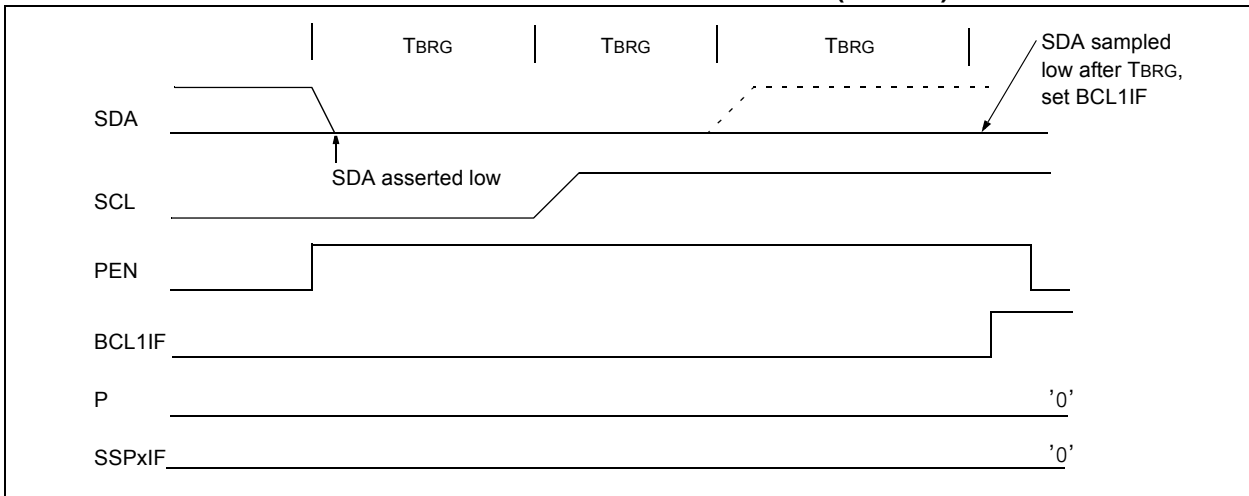 TBRG TBRG TBRG
SDA sampled
low after TBRG,
set BCL1IF
SDA
SDA asserted low
SCL
PEN
BCL1IF
P '0'
SSPxIF '0'